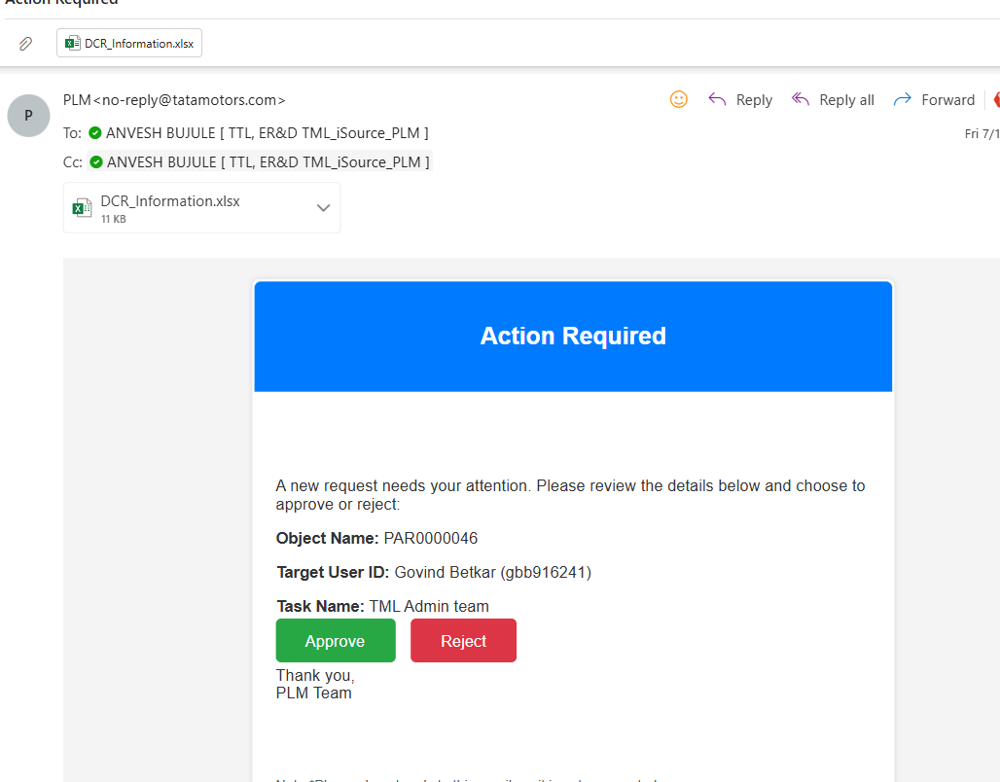 Action Required
DCR_Information.xlsx
P
PLM<no-reply@tatamotors.com>
Reply
Reply all
Forward
To: ANVESH BUJULE [ TTL, ER&D TML_iSource_PLM ]
Fri 7/1
Cc: ANVESH BUJULE [ TTL, ER&D TML_iSource_PLM ]
DCR_Information.xlsx
11 KB
Action Required
A new request needs your attention. Please review the details below and choose to
approve or reject:
Object Name: PAR0000046
Target User ID: Govind Betkar (gbb916241)
Task Name: TML Admin team
Approve
Reject
Thank you,
PLM Team